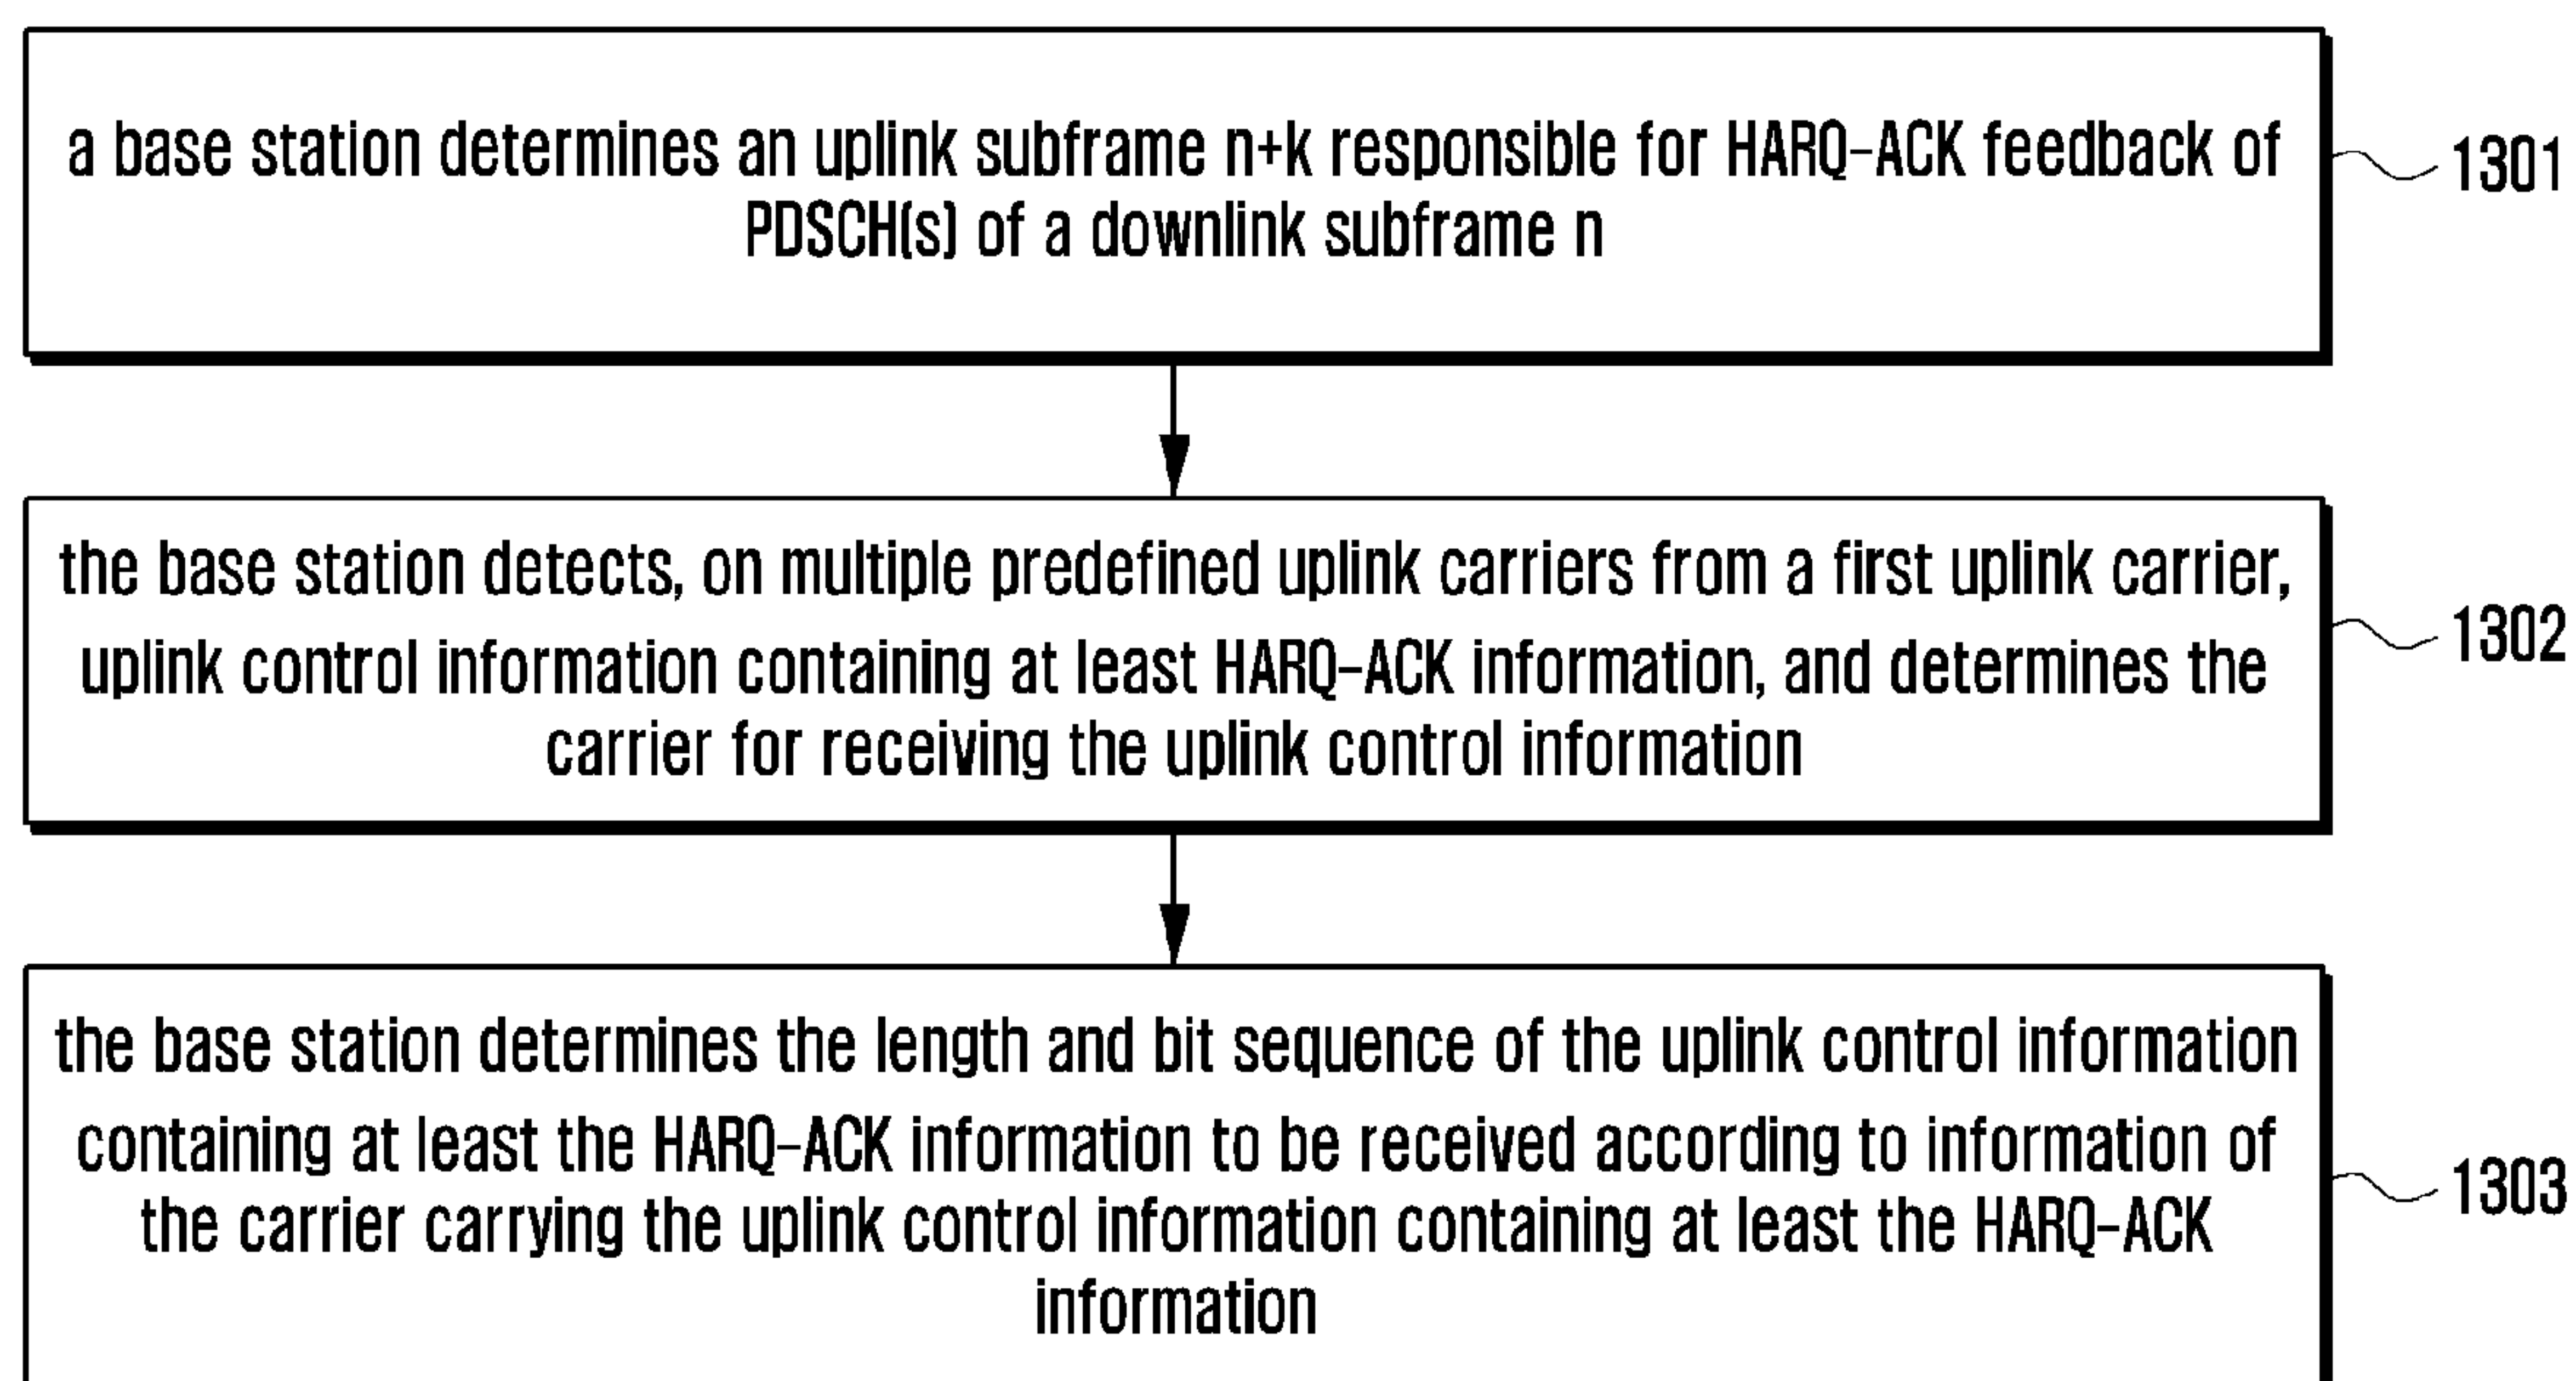 a base station determines an uplink subframe n+k responsible for HARQ-ACK feedback of
PDSCH(s) of a downlink subframe n
1301
the base station detects, on multiple predefined uplink carriers from a first uplink carrier,
uplink control information containing at least HARQ-ACK information, and determines the
carrier for receiving the uplink control information
1302
the base station determines the length and bit sequence of the uplink control information
containing at least the HARQ-ACK information to be received according to information of
the carrier carrying the uplink control information containing at least the HARQ-ACK
information
1303